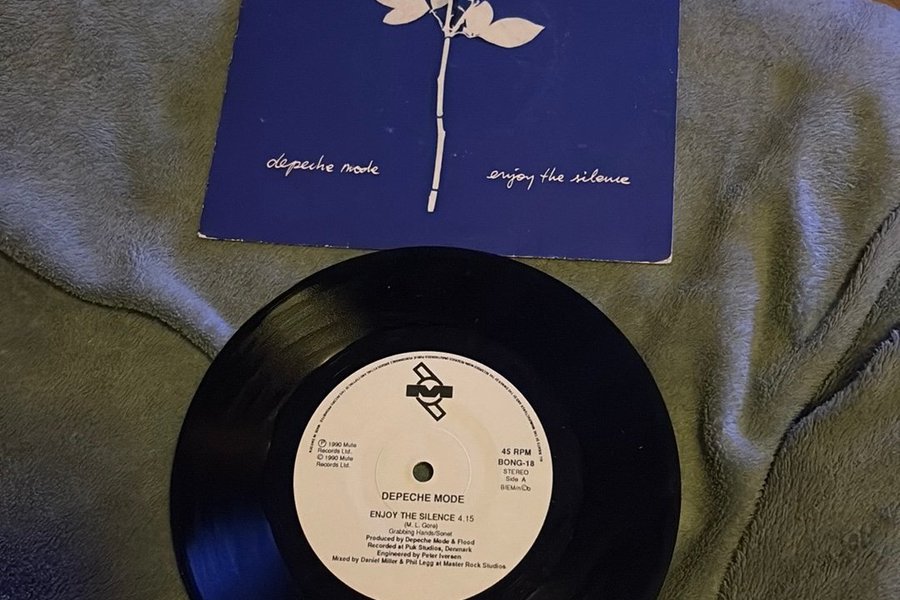 depeche mode
enjoy the silence
℗ 1990 Mute
Records Ltd.
© 1990 Mute
Records Ltd.
45 RPM
BONG-18
STEREO
Side A
DEPECHE MODE
ENJOY THE SILENCE 4.15
(M. L. Gore)
Grabbing Hands/Sonet
Produced by Depeche Mode & Flood
Recorded at Puk Studios, Denmark
Engineered by Peter Iversen
Mixed by Daniel Miller & Phil Legg at Master Rock Studios